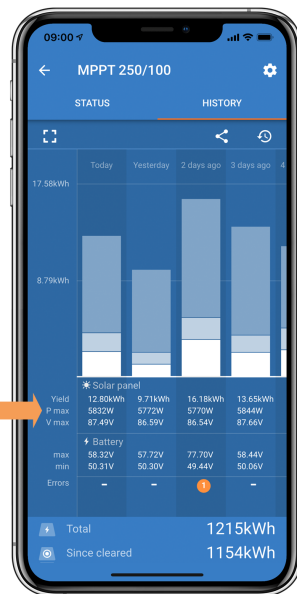 09:00
MPPT 250/100
STATUS HISTORY
Today Yesterday 2 days ago 3 days ago 4
17.58kWh
8.79kWh
Solar panel
Yield 12.80kWh 9.71kWh 16.18kWh 13.65kWh
P max 5832W 5772W 5770W 5844W
V max 87.49V 86.59V 86.54V 87.66V
Battery
max 58.32V 57.72V 77.70V 58.44V
min 50.31V 50.30V 49.44V 50.06V
Errors – – 1 –
Total 1215kWh
Since cleared 1154kWh